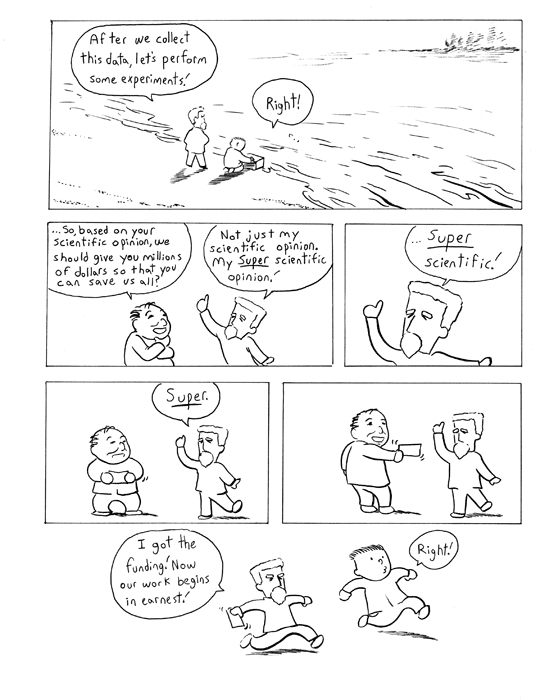 After we collect
this data, let's perform
some experiments!
Right!
...So, based on your
scientific opinion, we
should give you millions
of dollars so that you
can save us all?
Not just my
scientific opinion.
My Super scientific
opinion!
... Super
scientific!
Super.
I got the
funding! Now
our work begins
in earnest!
Right!